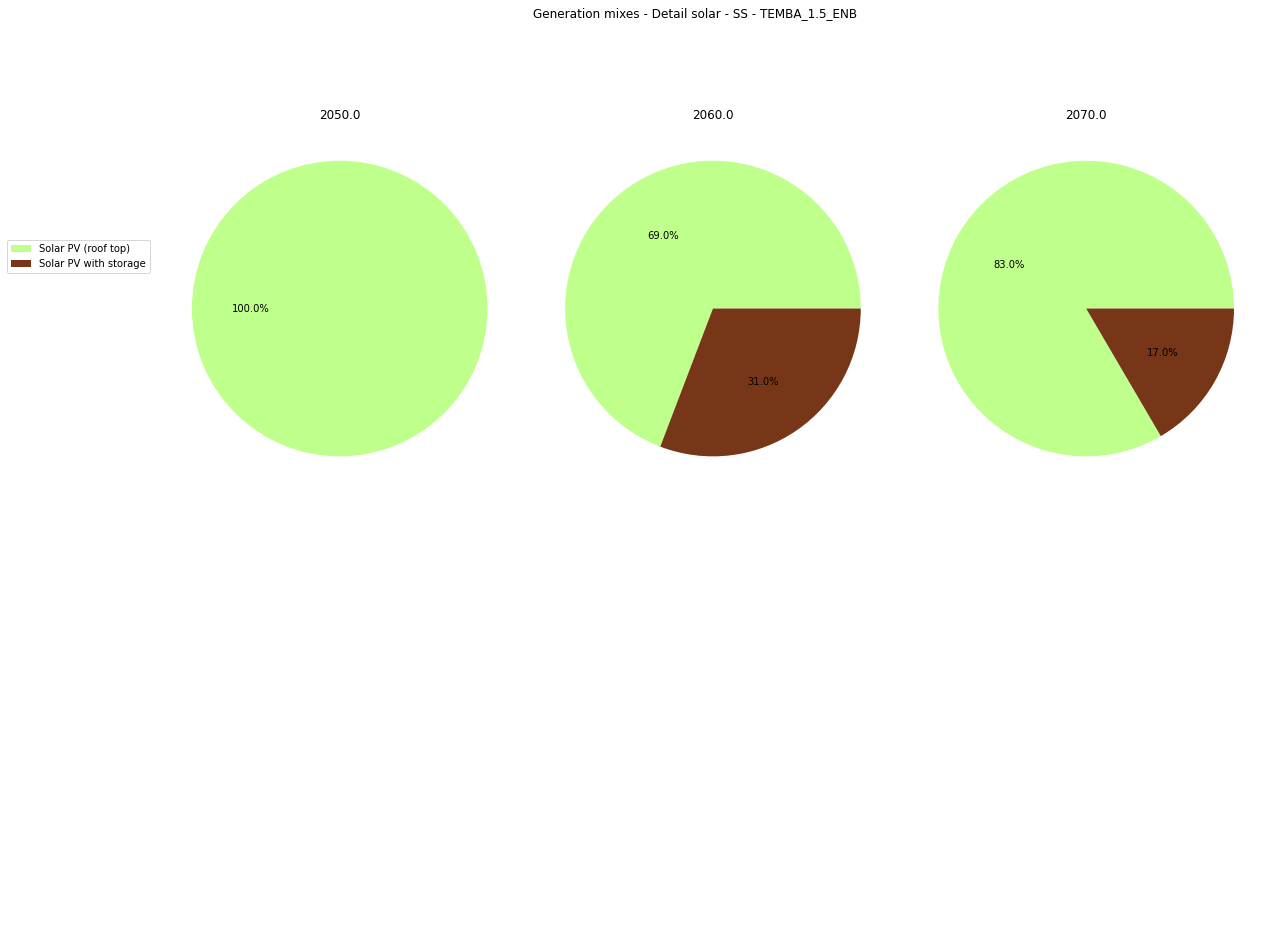 Generation mixes - Detail solar - SS - TEMBA_1.5_ENB
2050.0
2060.0
2070.0
Solar PV (roof top)
Solar PV with storage
100.0%
69.0%
31.0%
83.0%
17.0%